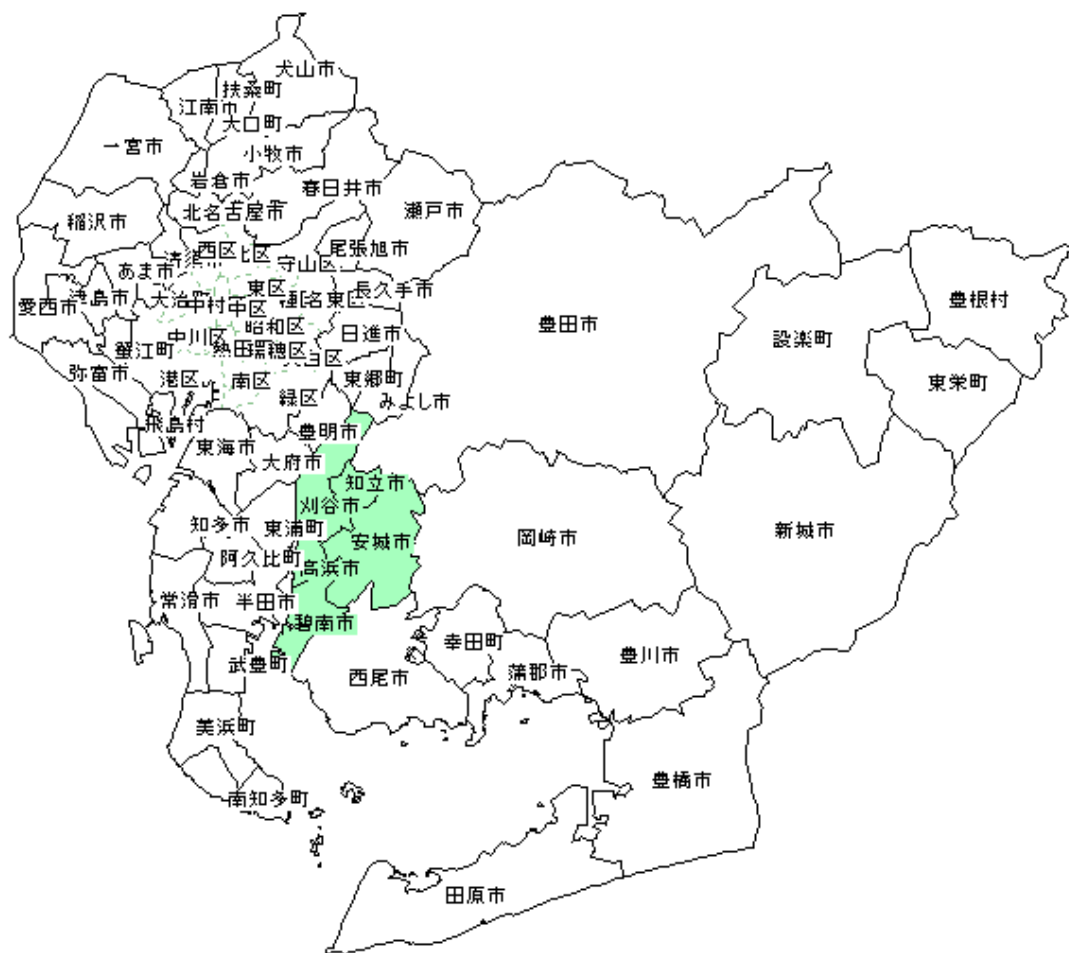 犬山市
扶桑町
江南市
大口町
一宮市
小牧市
岩倉市
春日井市
北名古屋市
瀬戸市
稲沢市
西区
北区
尾張旭市
守山区
あま市
東区
長久手市
愛西市
津島市
大治町
中村
中区
名東区
豊根村
豊田市
設楽町
昭和区
日進市
中川区
熱田
瑞穂区
蟹江町
弥富市
港区
南区
東郷町
東栄町
緑区
みよし市
飛島村
豊明市
東海市
大府市
知立市
刈谷市
知多市
東浦町
安城市
岡崎市
新城市
阿久比町
高浜市
常滑市
半田市
碧南市
幸田町
豊川市
武豊町
西尾市
蒲郡市
美浜町
豊橋市
南知多町
田原市